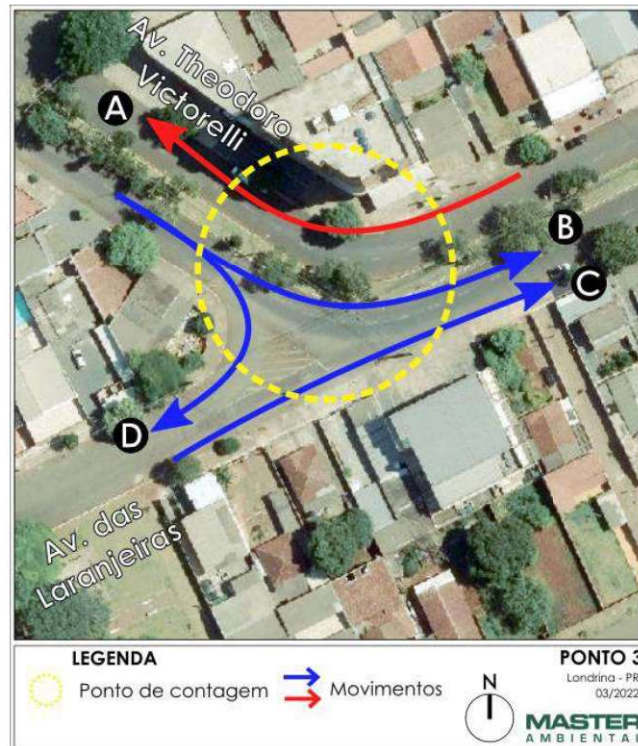 Av. Theodoro
Victorelli
A
B
C
D
Av. das
Laranjeiras
LEGENDA
Ponto de contagem
Movimentos
N
PONTO 3
Londrina - PR
03/2022
MASTER
AMBIENTAL